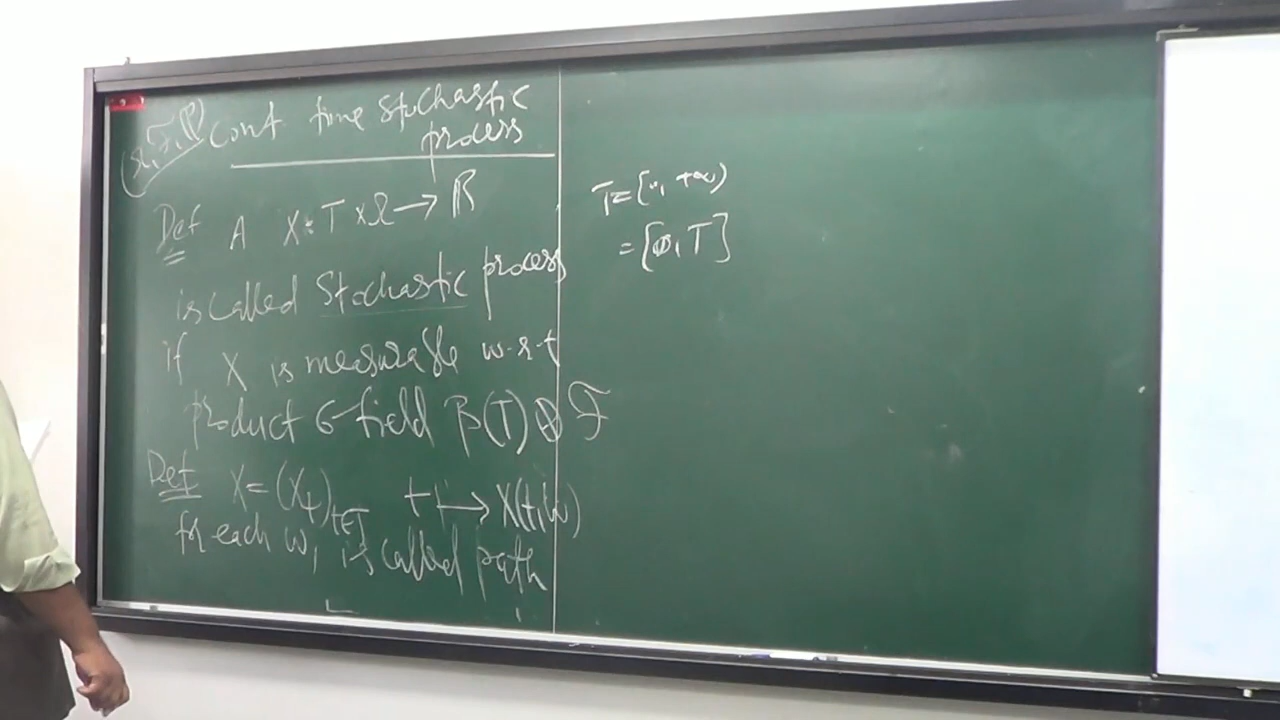 (Ω, F, P) Cont time Stochastic
process
Def A X: T × Ω → ℝ
is called Stochastic process
if X is measurable w.r.t
product σ-field β(T) ⊗ F
Def X = (X_t)_{t∈T} t ↦ X(t, ω)
for each ω, is called path
T = [0, +∞)
= [0, T]